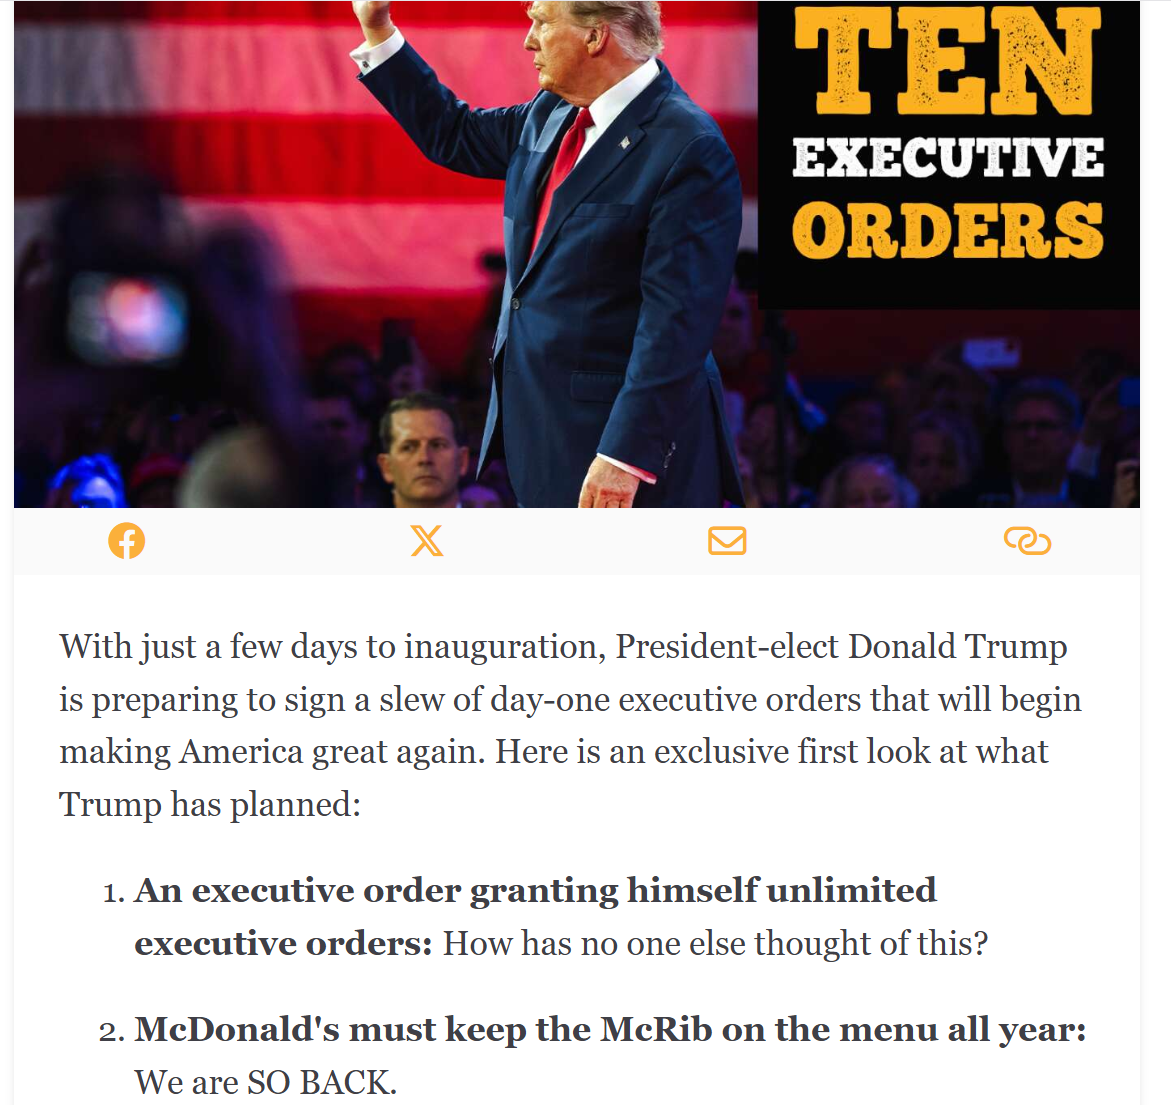 TEN
EXECUTIVE
ORDERS
With just a few days to inauguration, President-elect Donald Trump
is preparing to sign a slew of day-one executive orders that will begin
making America great again. Here is an exclusive first look at what
Trump has planned:
1. An executive order granting himself unlimited
executive orders: How has no one else thought of this?
2. McDonald's must keep the McRib on the menu all year:
We are SO BACK.